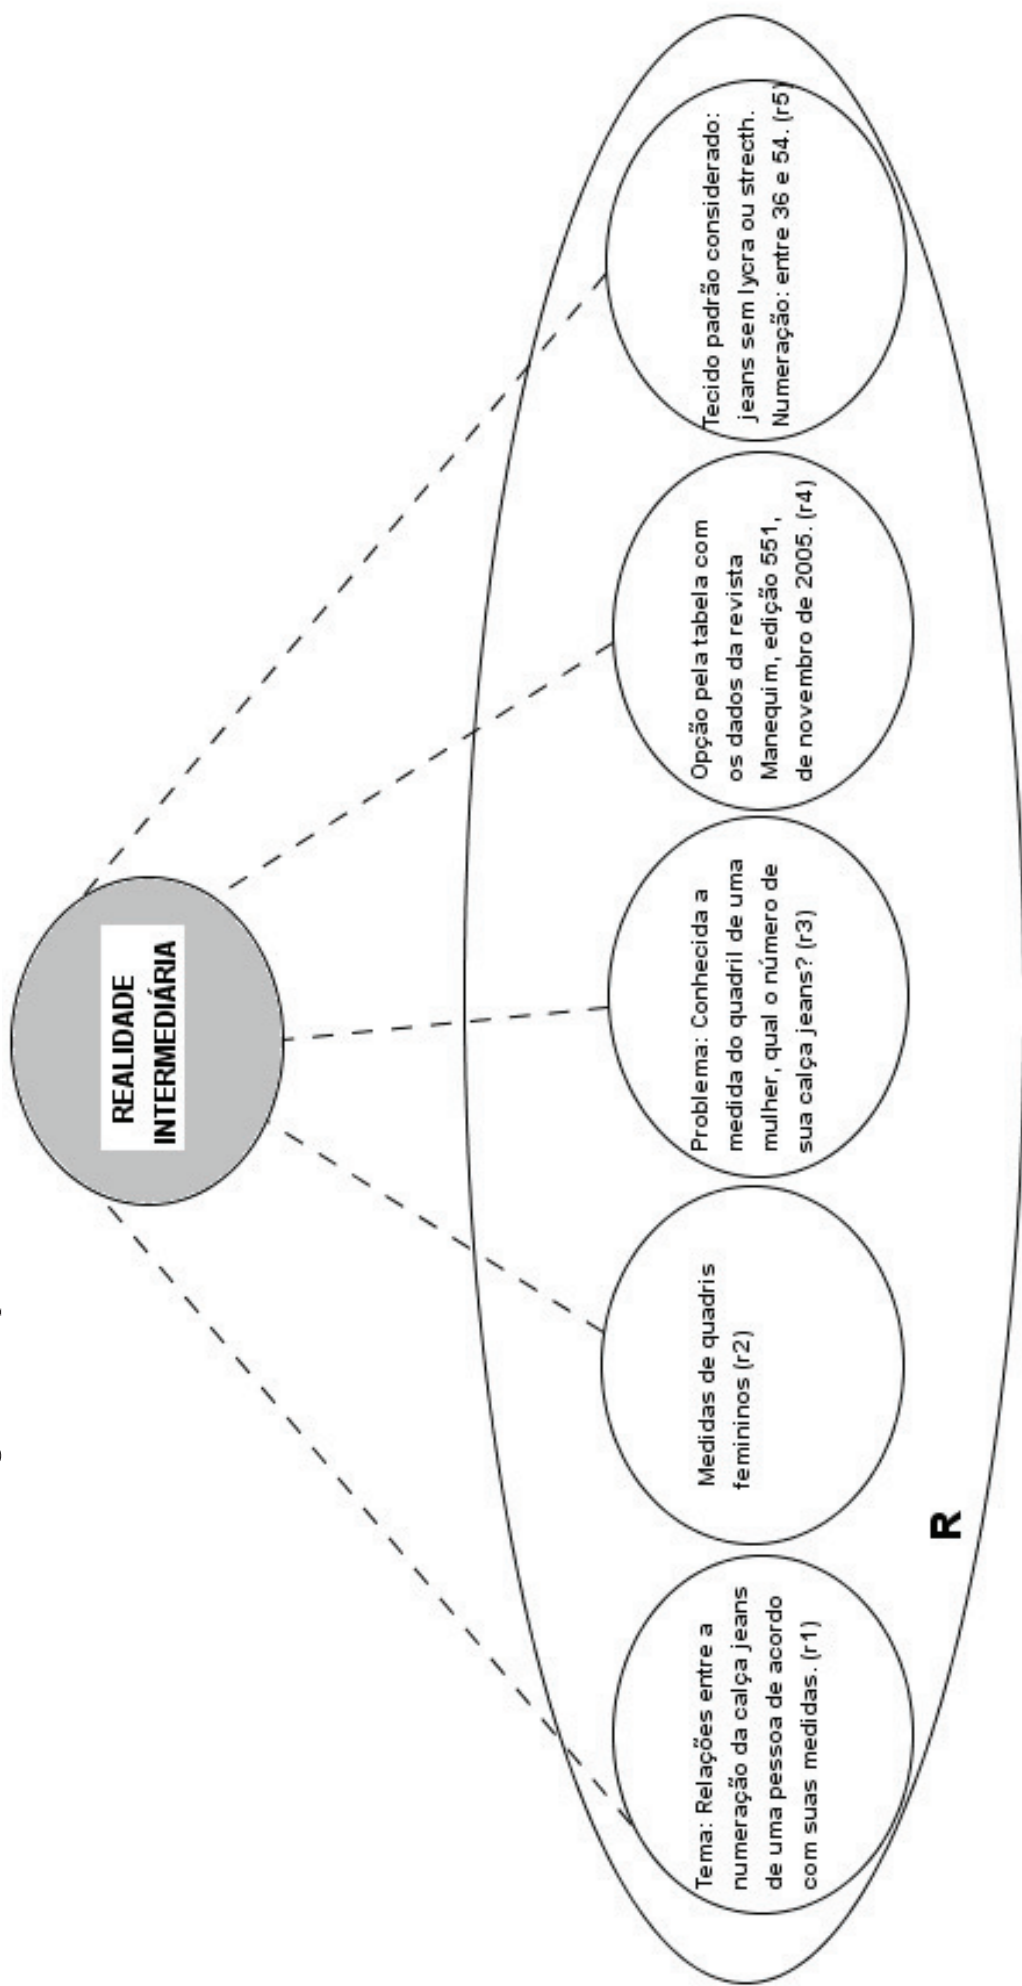 REALIDADE
INTERMEDIÁRIA
Tema: Relações entre a
numeração da calça jeans
de uma pessoa de acordo
com suas medidas. (r1)
Medidas de quadris
femininos (r2)
Problema: Conhecida a
medida do quadril de uma
mulher, qual o número de
sua calça jeans? (r3)
Opção pela tabela com
os dados da revista
Manequim, edição 551,
de novembro de 2005. (r4)
Tecido padrão considerado:
jeans sem lycra ou strecth.
Numeração: entre 36 e 54. (r5)
R